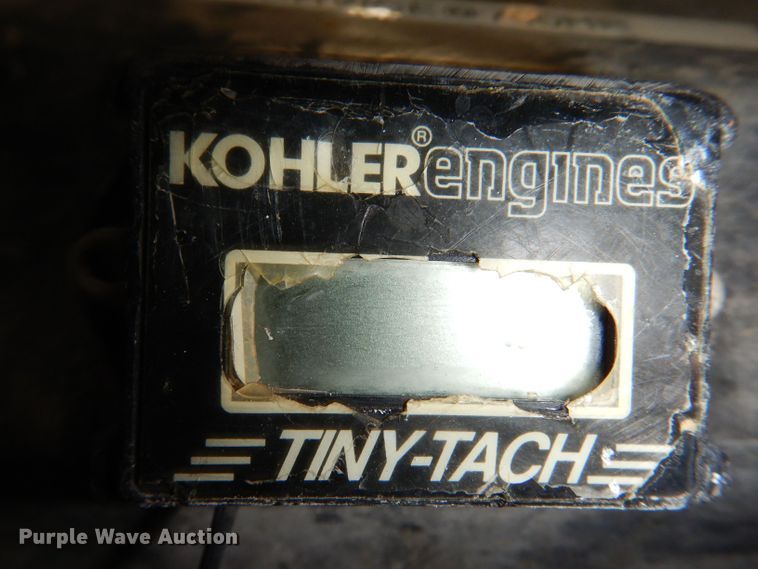 KOHLER® engines
TINY-TACH
Purple Wave Auction